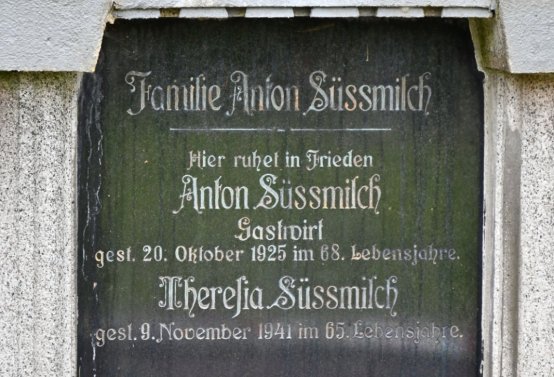 Familie Anton Süssmilch
Hier ruhet in Frieden
Anton Süssmilch
Gastwirt
gest. 20. Oktober 1925 im 68. Lebensjahre.
Thereſia Süssmilch
gest. 9. November 1941 im 65. Lebensjahre.